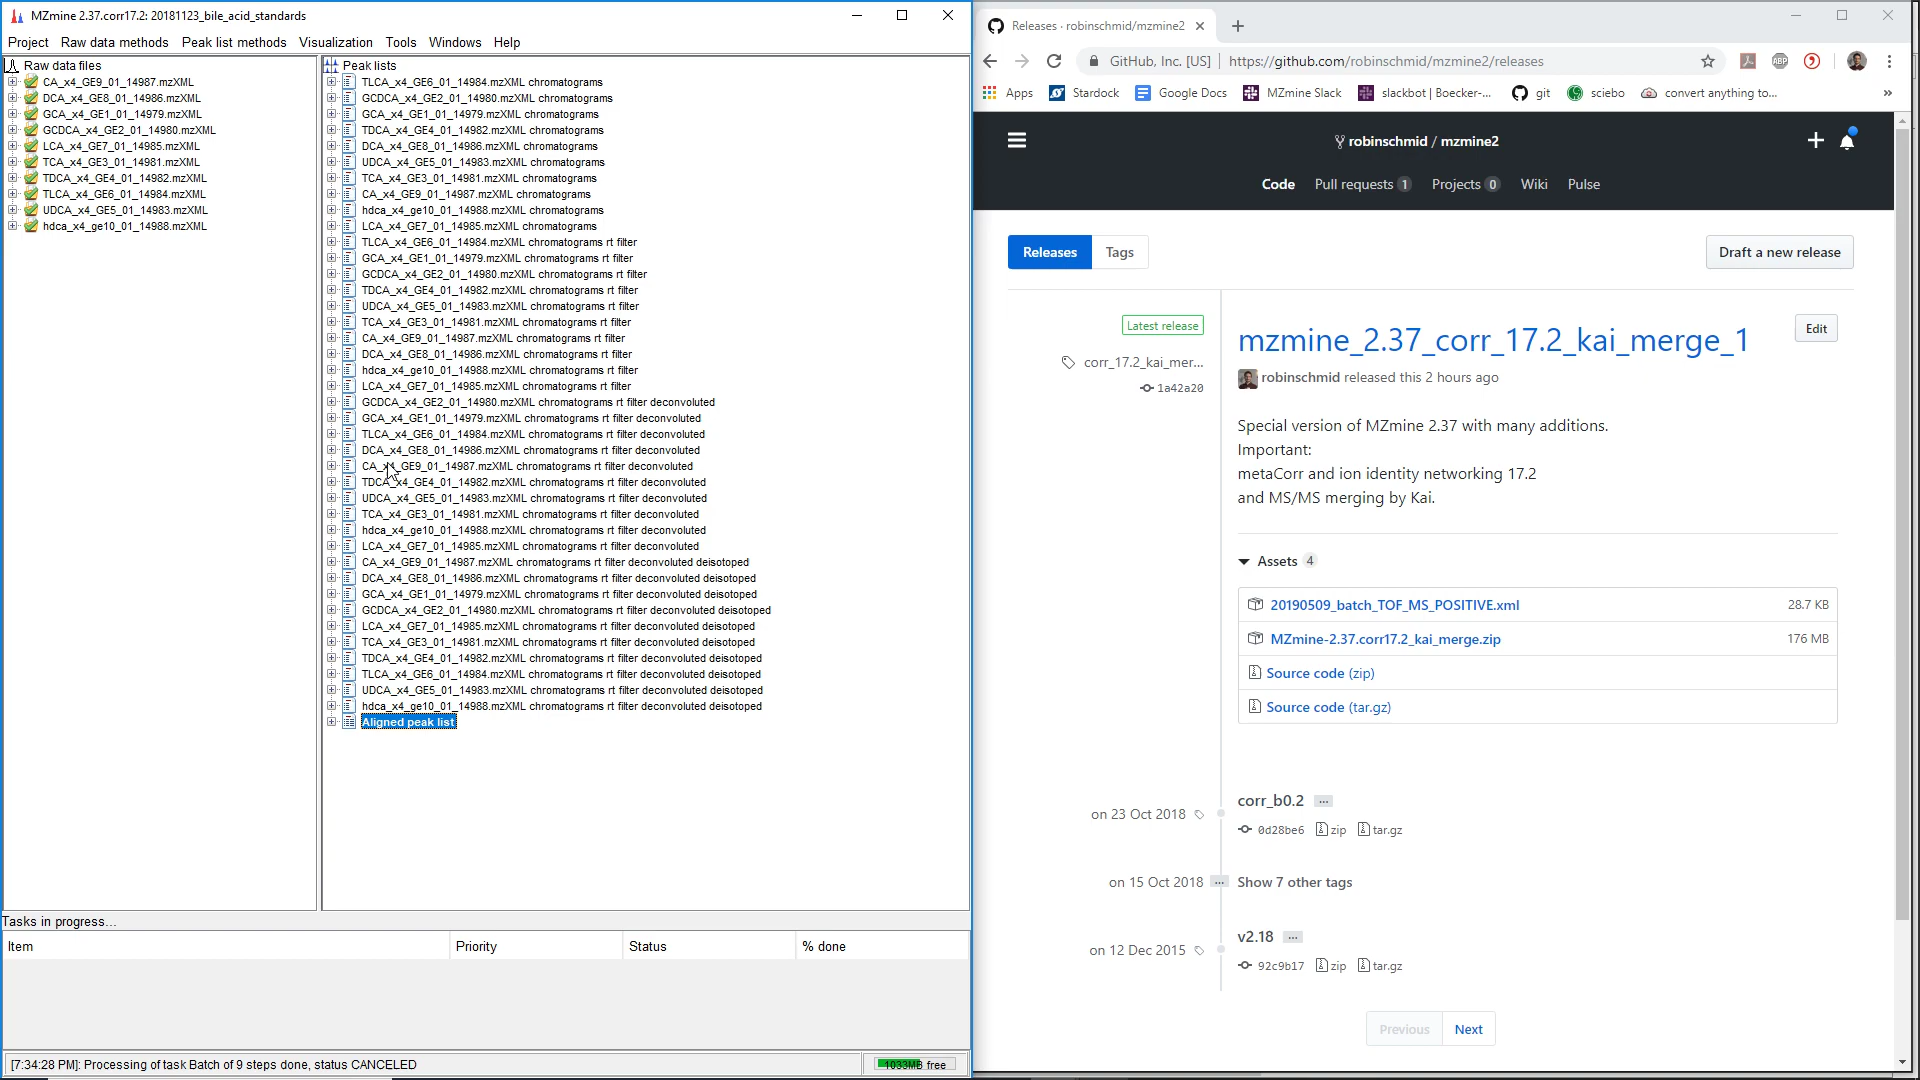 MZmine 2.37.corr17.2: 20181123_bile_acid_standards
Project Raw data methods Peak list methods Visualization Tools Windows Help
Raw data files
CA_x4_GE9_01_14987.mzXML
DCA_x4_GE8_01_14986.mzXML
GCA_x4_GE1_01_14979.mzXML
GCDCA_x4_GE2_01_14980.mzXML
LCA_x4_GE7_01_14985.mzXML
TCA_x4_GE3_01_14981.mzXML
TDCA_x4_GE4_01_14982.mzXML
TLCA_x4_GE6_01_14984.mzXML
UDCA_x4_GE5_01_14983.mzXML
hdca_x4_ge10_01_14988.mzXML
Peak lists
TLCA_x4_GE6_01_14984.mzXML chromatograms
GCDCA_x4_GE2_01_14980.mzXML chromatograms
GCA_x4_GE1_01_14979.mzXML chromatograms
TDCA_x4_GE4_01_14982.mzXML chromatograms
DCA_x4_GE8_01_14986.mzXML chromatograms
UDCA_x4_GE5_01_14983.mzXML chromatograms
TCA_x4_GE3_01_14981.mzXML chromatograms
CA_x4_GE9_01_14987.mzXML chromatograms
hdca_x4_ge10_01_14988.mzXML chromatograms
LCA_x4_GE7_01_14985.mzXML chromatograms
TLCA_x4_GE6_01_14984.mzXML chromatograms rt filter
GCA_x4_GE1_01_14979.mzXML chromatograms rt filter
GCDCA_x4_GE2_01_14980.mzXML chromatograms rt filter
TDCA_x4_GE4_01_14982.mzXML chromatograms rt filter
UDCA_x4_GE5_01_14983.mzXML chromatograms rt filter
TCA_x4_GE3_01_14981.mzXML chromatograms rt filter
CA_x4_GE9_01_14987.mzXML chromatograms rt filter
DCA_x4_GE8_01_14986.mzXML chromatograms rt filter
hdca_x4_ge10_01_14988.mzXML chromatograms rt filter
LCA_x4_GE7_01_14985.mzXML chromatograms rt filter
GCDCA_x4_GE2_01_14980.mzXML chromatograms rt filter deconvoluted
GCA_x4_GE1_01_14979.mzXML chromatograms rt filter deconvoluted
TLCA_x4_GE6_01_14984.mzXML chromatograms rt filter deconvoluted
DCA_x4_GE8_01_14986.mzXML chromatograms rt filter deconvoluted
CA_x4_GE9_01_14987.mzXML chromatograms rt filter deconvoluted
TDCA_x4_GE4_01_14982.mzXML chromatograms rt filter deconvoluted
UDCA_x4_GE5_01_14983.mzXML chromatograms rt filter deconvoluted
TCA_x4_GE3_01_14981.mzXML chromatograms rt filter deconvoluted
hdca_x4_ge10_01_14988.mzXML chromatograms rt filter deconvoluted
LCA_x4_GE7_01_14985.mzXML chromatograms rt filter deconvoluted
CA_x4_GE9_01_14987.mzXML chromatograms rt filter deconvoluted deisotoped
DCA_x4_GE8_01_14986.mzXML chromatograms rt filter deconvoluted deisotoped
GCA_x4_GE1_01_14979.mzXML chromatograms rt filter deconvoluted deisotoped
GCDCA_x4_GE2_01_14980.mzXML chromatograms rt filter deconvoluted deisotoped
LCA_x4_GE7_01_14985.mzXML chromatograms rt filter deconvoluted deisotoped
TCA_x4_GE3_01_14981.mzXML chromatograms rt filter deconvoluted deisotoped
TDCA_x4_GE4_01_14982.mzXML chromatograms rt filter deconvoluted deisotoped
TLCA_x4_GE6_01_14984.mzXML chromatograms rt filter deconvoluted deisotoped
UDCA_x4_GE5_01_14983.mzXML chromatograms rt filter deconvoluted deisotoped
hdca_x4_ge10_01_14988.mzXML chromatograms rt filter deconvoluted deisotoped
Aligned peak list
Tasks in progress...
Item Priority Status % done
[7:34:28 PM]: Processing of task Batch of 9 steps done, status CANCELED
1033MB free
Releases · robinschmid/mzmine2
GitHub, Inc. [US] | https://github.com/robinschmid/mzmine2/releases
ABP
Apps Stardock Google Docs MZmine Slack slackbot | Boecker-... git sciebo convert anything to... »
robinschmid / mzmine2
Code Pull requests 1 Projects 0 Wiki Pulse
Releases Tags Draft a new release
Latest release
corr_17.2_kai_mer...
1a42a20
mzmine_2.37_corr_17.2_kai_merge_1
Edit
robinschmid released this 2 hours ago
Special version of MZmine 2.37 with many additions.
Important:
metaCorr and ion identity networking 17.2
and MS/MS merging by Kai.
Assets 4
20190509_batch_TOF_MS_POSITIVE.xml 28.7 KB
MZmine-2.37.corr17.2_kai_merge.zip 176 MB
Source code (zip)
Source code (tar.gz)
on 23 Oct 2018
corr_b0.2 ...
0d28be6 zip tar.gz
on 15 Oct 2018 ... Show 7 other tags
on 12 Dec 2015
v2.18 ...
92c9b17 zip tar.gz
Previous Next